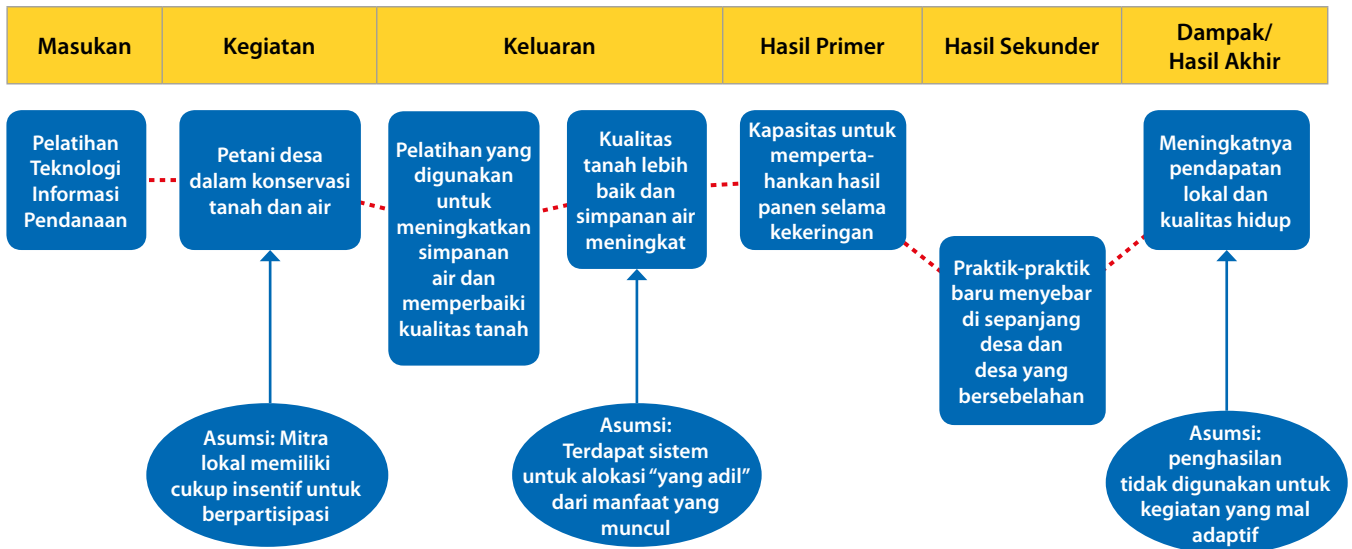 Masukan
Kegiatan
Keluaran
Hasil Primer
Hasil Sekunder
Dampak/
Hasil Akhir
Pelatihan
Teknologi
Informasi
Pendanaan
Petani desa
dalam konservasi
tanah dan air
Pelatihan yang
digunakan
untuk
meningkatkan
simpanan
air dan
memperbaiki
kualitas tanah
Kualitas
tanah lebih
baik dan
simpanan air
meningkat
Kapasitas untuk
memperta-
hankan hasil
panen selama
kekeringan
Praktik-praktik
baru menyebar
di sepanjang
desa dan
desa yang
bersebelahan
Meningkatnya
pendapatan
lokal dan
kualitas hidup
Asumsi: Mitra
lokal memiliki
cukup insentif untuk
berpartisipasi
Asumsi:
Terdapat sistem
untuk alokasi “yang adil”
dari manfaat yang
muncul
Asumsi:
penghasilan
tidak digunakan untuk
kegiatan yang mal
adaptif